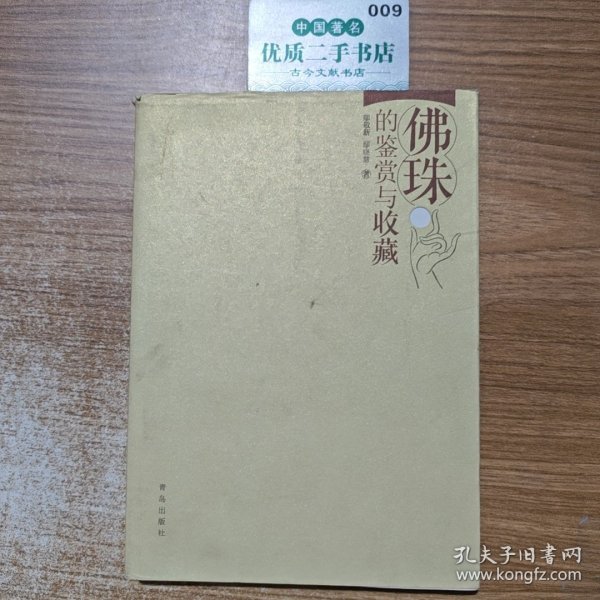 009
中国著名
优质二手书店
古今文献书店
佛珠
的鉴赏与收藏
著
青岛出版社
孔夫子旧书网
www.kongfz.com